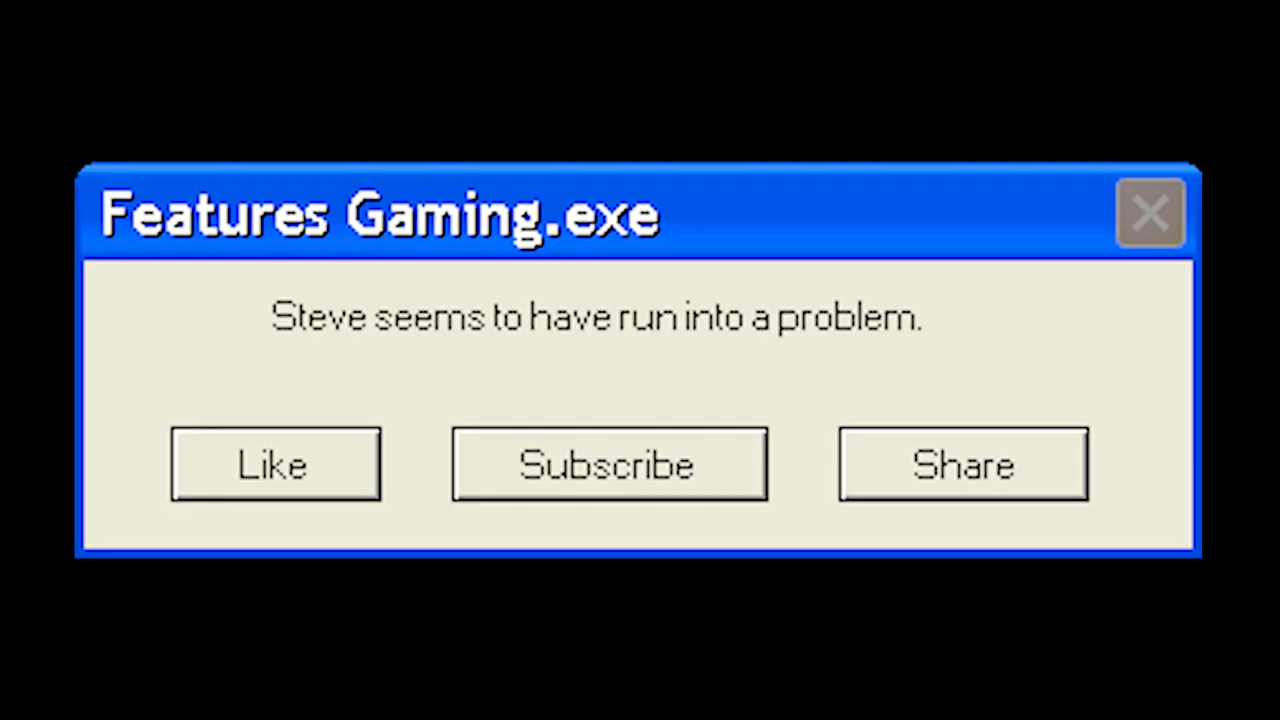 Features Gaming.exe
Steve seems to have run into a problem.
Like
Subscribe
Share